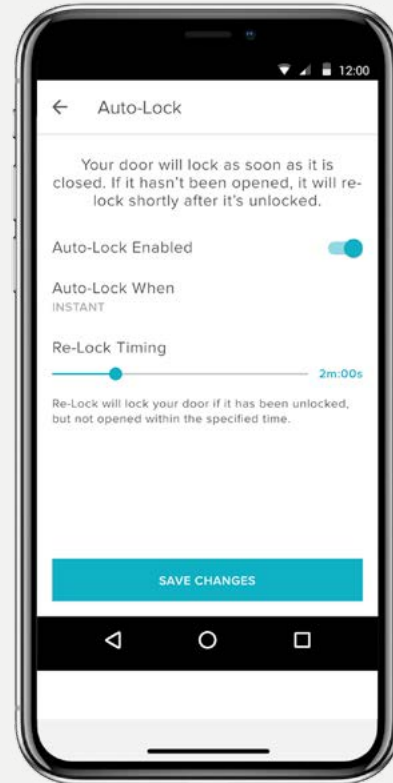 12:00
Auto-Lock
Your door will lock as soon as it is
closed. If it hasn't been opened, it will re-
lock shortly after it's unlocked.
Auto-Lock Enabled
Auto-Lock When
INSTANT
Re-Lock Timing
2m:00s
Re-Lock will lock your door if it has been unlocked,
but not opened within the specified time.
SAVE CHANGES